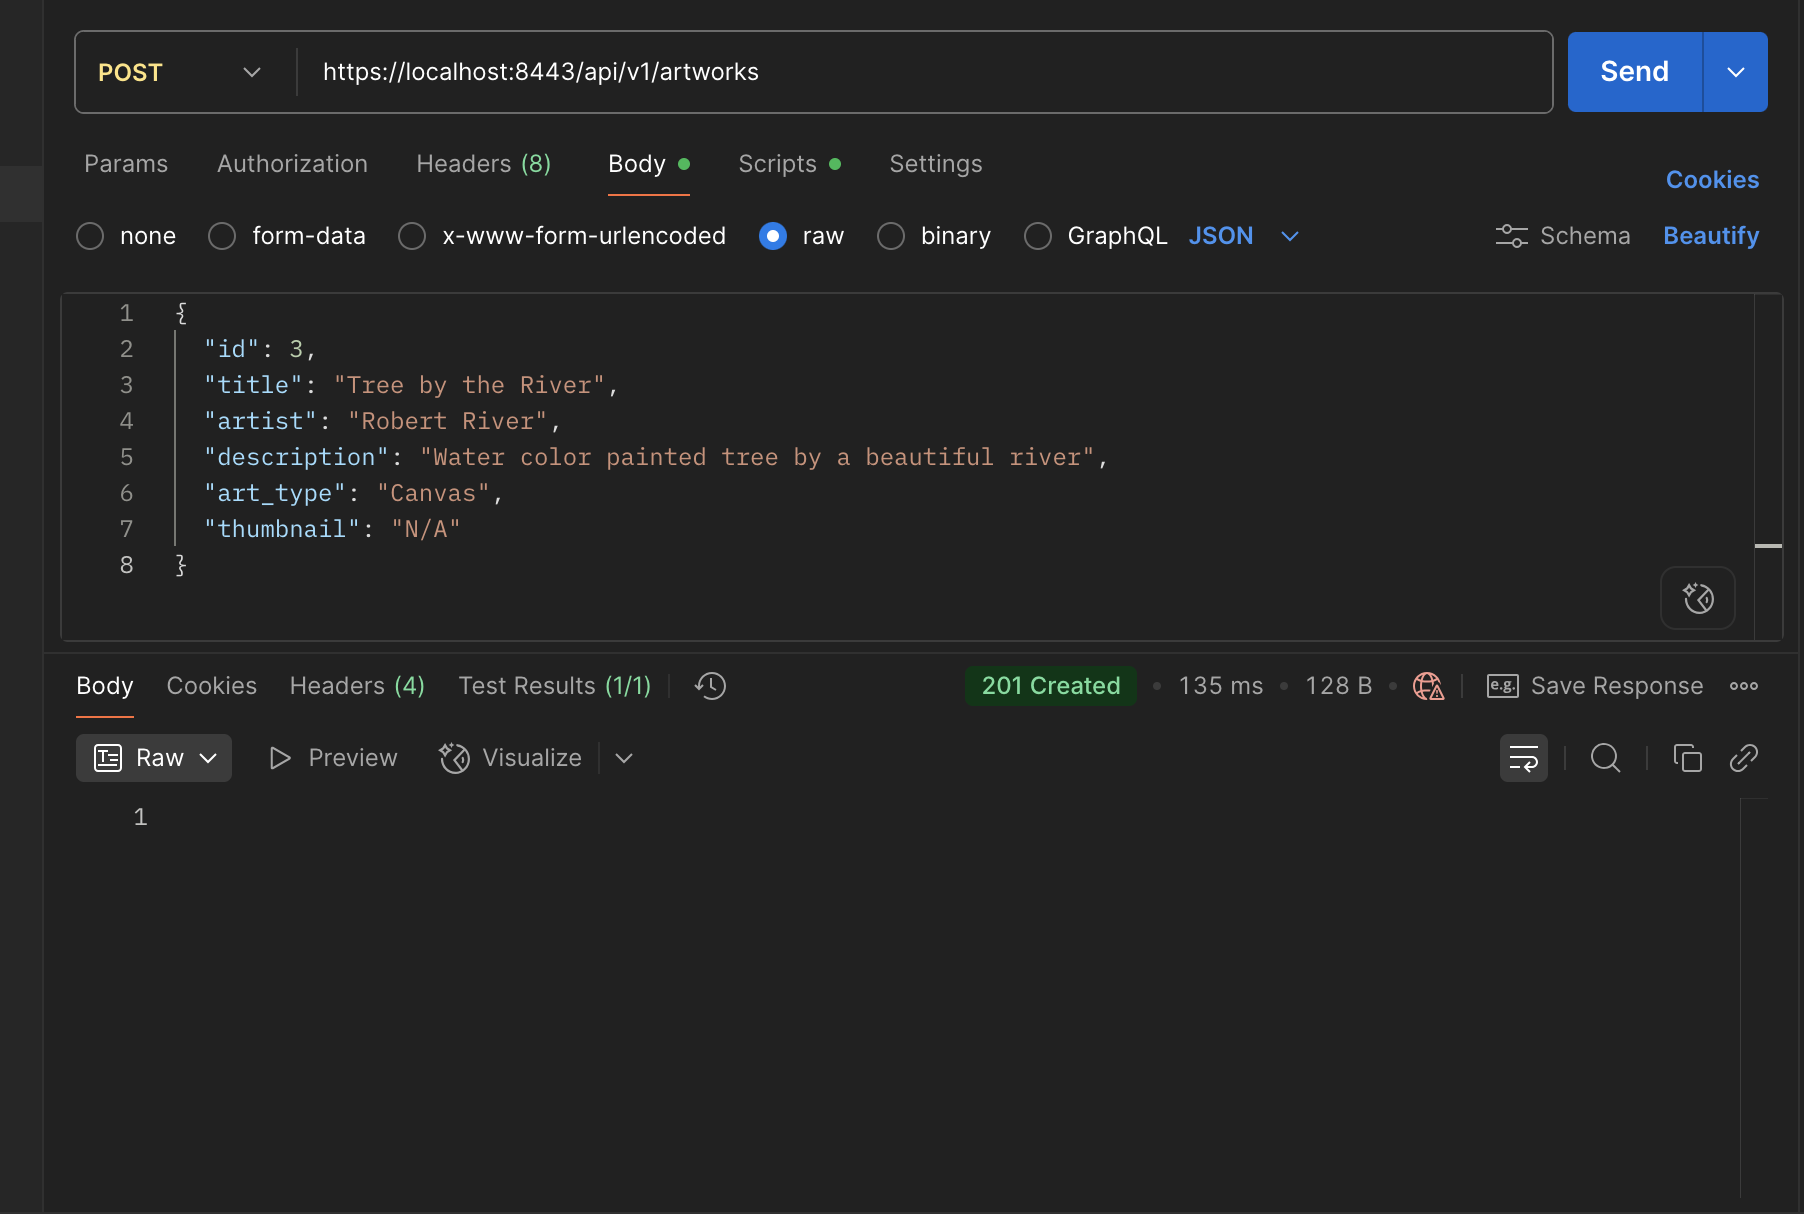 POST https://localhost:8443/api/v1/artworks Send
Params Authorization Headers (8) Body Scripts Settings Cookies
none form-data x-www-form-urlencoded raw binary GraphQL JSON Schema Beautify
1 {
2 "id": 3,
3 "title": "Tree by the River",
4 "artist": "Robert River",
5 "description": "Water color painted tree by a beautiful river",
6 "art_type": "Canvas",
7 "thumbnail": "N/A"
8 }
Body Cookies Headers (4) Test Results (1/1) 201 Created • 135 ms • 128 B • e.g. Save Response
Raw Preview Visualize
1